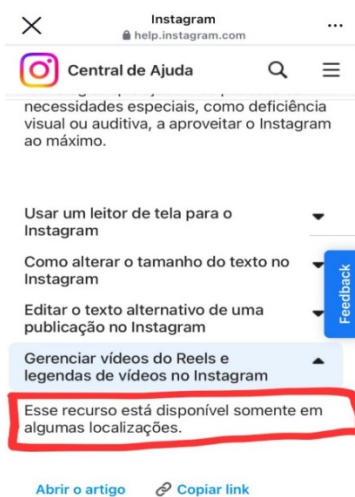 Instagram
help.instagram.com
Central de Ajuda
necessidades especiais, como deficiência
visual ou auditiva, a aproveitar o Instagram
ao máximo.
Usar um leitor de tela para o
Instagram
Como alterar o tamanho do texto no
Instagram
Editar o texto alternativo de uma
publicação no Instagram
Gerenciar vídeos do Reels e
legendas de vídeos no Instagram
Esse recurso está disponível somente em
algumas localizações.
Abrir o artigo Copiar link
Feedback